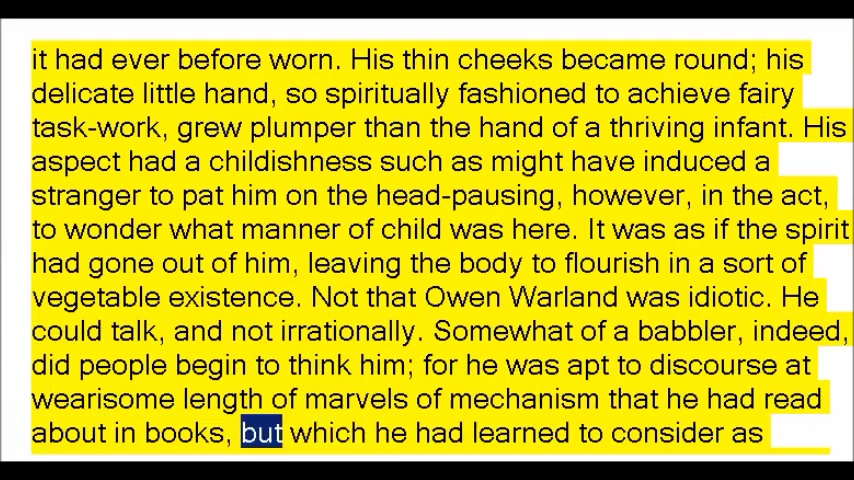 it had ever before worn. His thin cheeks became round; his
delicate little hand, so spiritually fashioned to achieve fairy
task-work, grew plumper than the hand of a thriving infant. His
aspect had a childishness such as might have induced a
stranger to pat him on the head-pausing, however, in the act,
to wonder what manner of child was here. It was as if the spirit
had gone out of him, leaving the body to flourish in a sort of
vegetable existence. Not that Owen Warland was idiotic. He
could talk, and not irrationally. Somewhat of a babbler, indeed,
did people begin to think him; for he was apt to discourse at
wearisome length of marvels of mechanism that he had read
about in books, but which he had learned to consider as